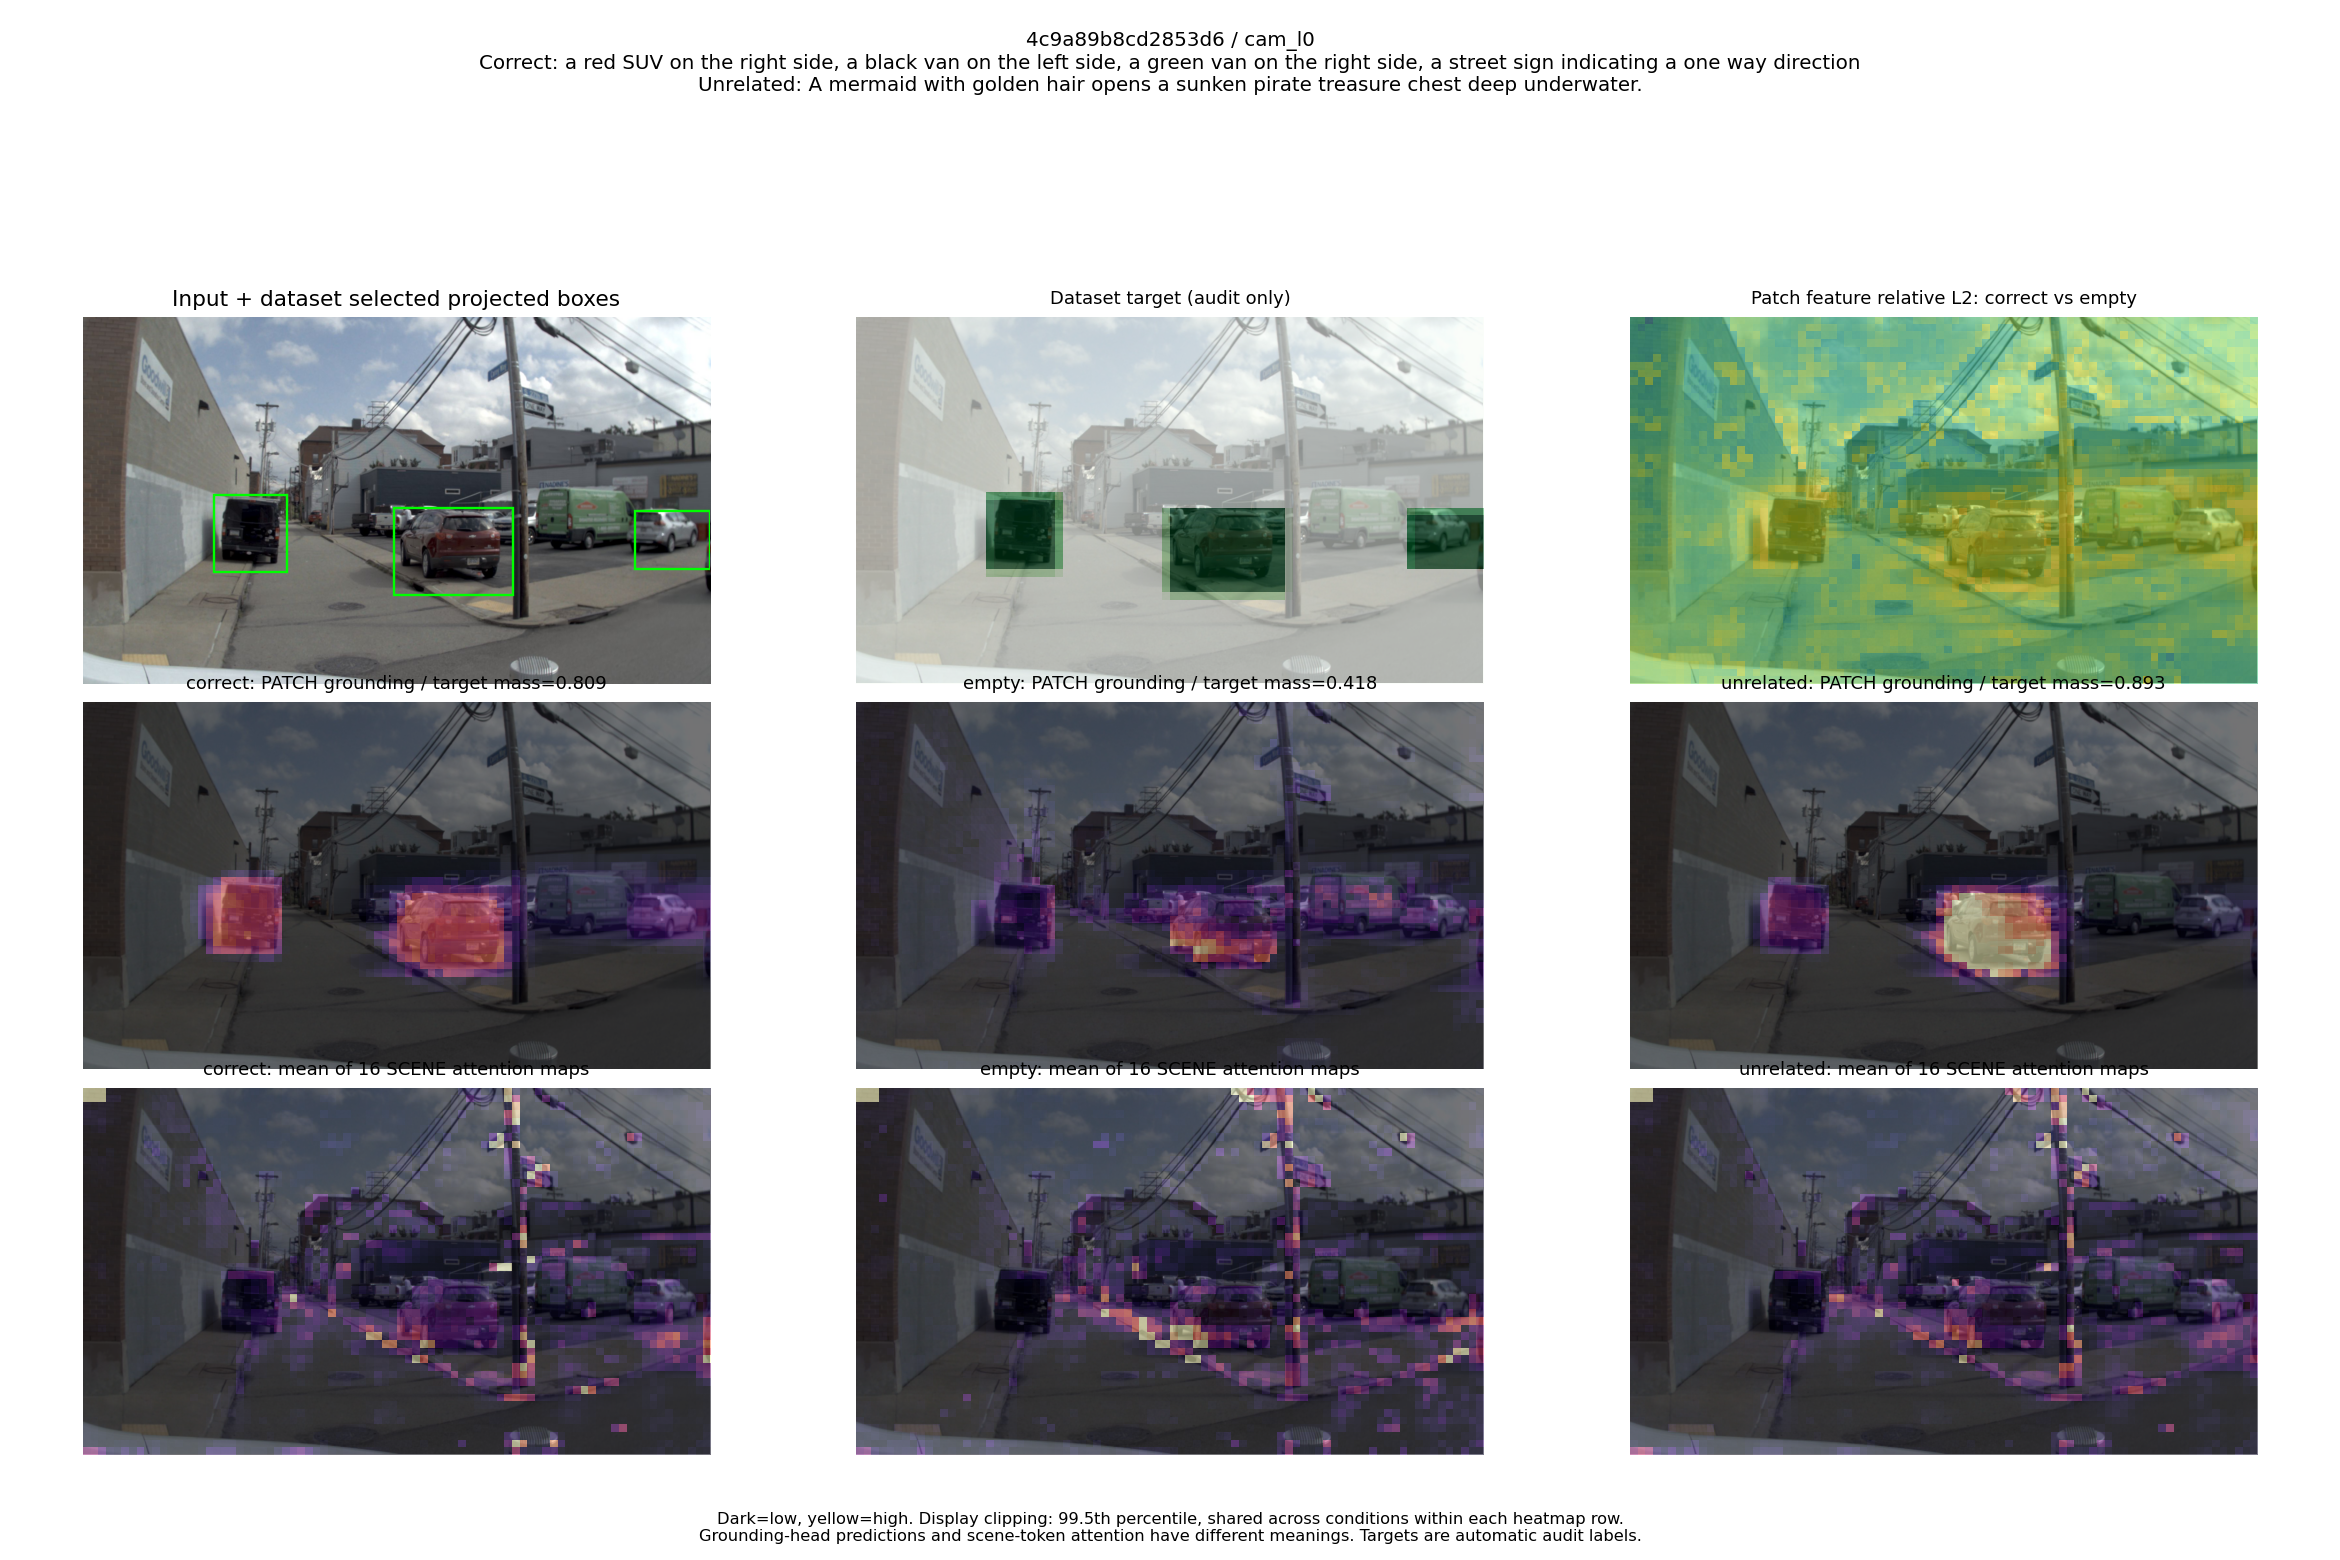 4c9a89b8cd2853d6 / cam_l0
Correct: a red SUV on the right side, a black van on the left side, a green van on the right side, a street sign indicating a one way direction
Unrelated: A mermaid with golden hair opens a sunken pirate treasure chest deep underwater.
Input + dataset selected projected boxes
Dataset target (audit only)
Patch feature relative L2: correct vs empty
Goodwill
correct: PATCH grounding / target mass=0.809
empty: PATCH grounding / target mass=0.418
unrelated: PATCH grounding / target mass=0.893
correct: mean of 16 SCENE attention maps
empty: mean of 16 SCENE attention maps
unrelated: mean of 16 SCENE attention maps
Dark=low, yellow=high. Display clipping: 99.5th percentile, shared across conditions within each heatmap row.
Grounding-head predictions and scene-token attention have different meanings. Targets are automatic audit labels.